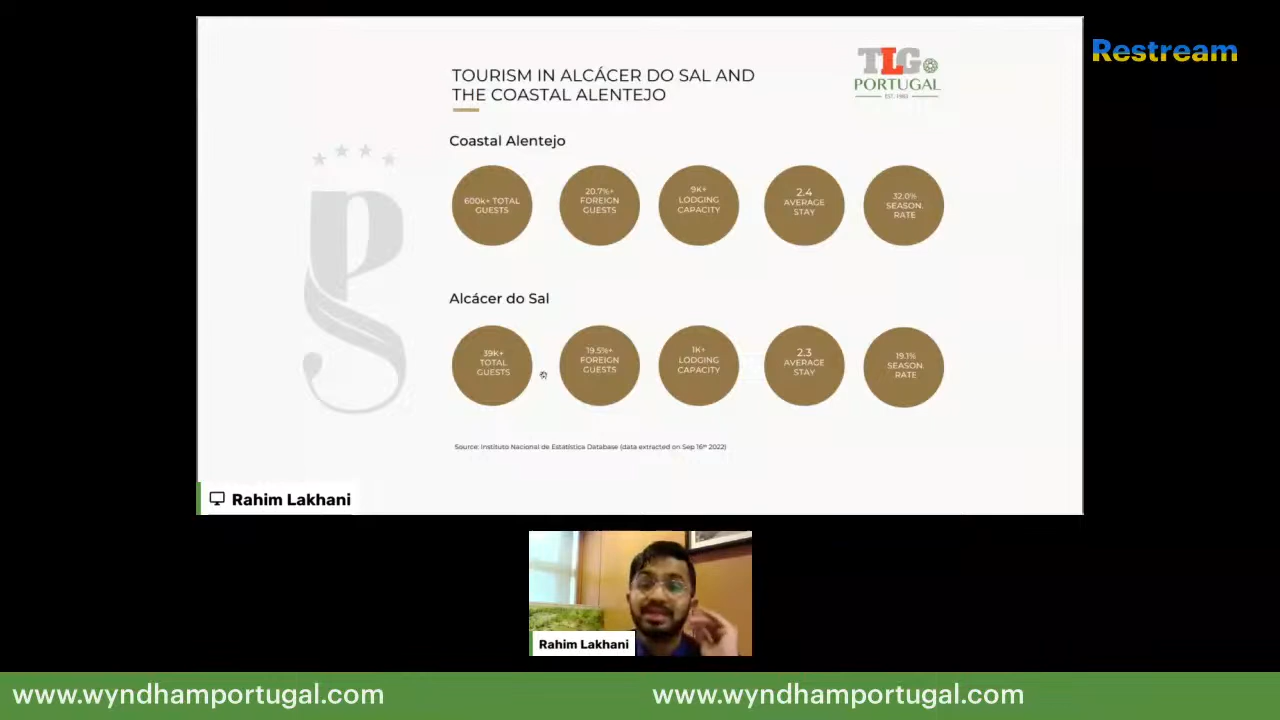 Restream
TLG
PORTUGAL
EST. 1983
TOURISM IN ALCÁCER DO SAL AND
THE COASTAL ALENTEJO
Coastal Alentejo
600k+ TOTAL
GUESTS
20.7%+
FOREIGN
GUESTS
9K+
LODGING
CAPACITY
2.4
AVERAGE
STAY
32.0%
SEASON.
RATE
Alcácer do Sal
39K+
TOTAL
GUESTS
19.5%+
FOREIGN
GUESTS
1K+
LODGING
CAPACITY
2.3
AVERAGE
STAY
19.1%
SEASON.
RATE
Source: Instituto Nacional de Estatística Database (data extracted on Sep 16th 2022)
Rahim Lakhani
Rahim Lakhani
www.wyndhamportugal.com www.wyndhamportugal.com